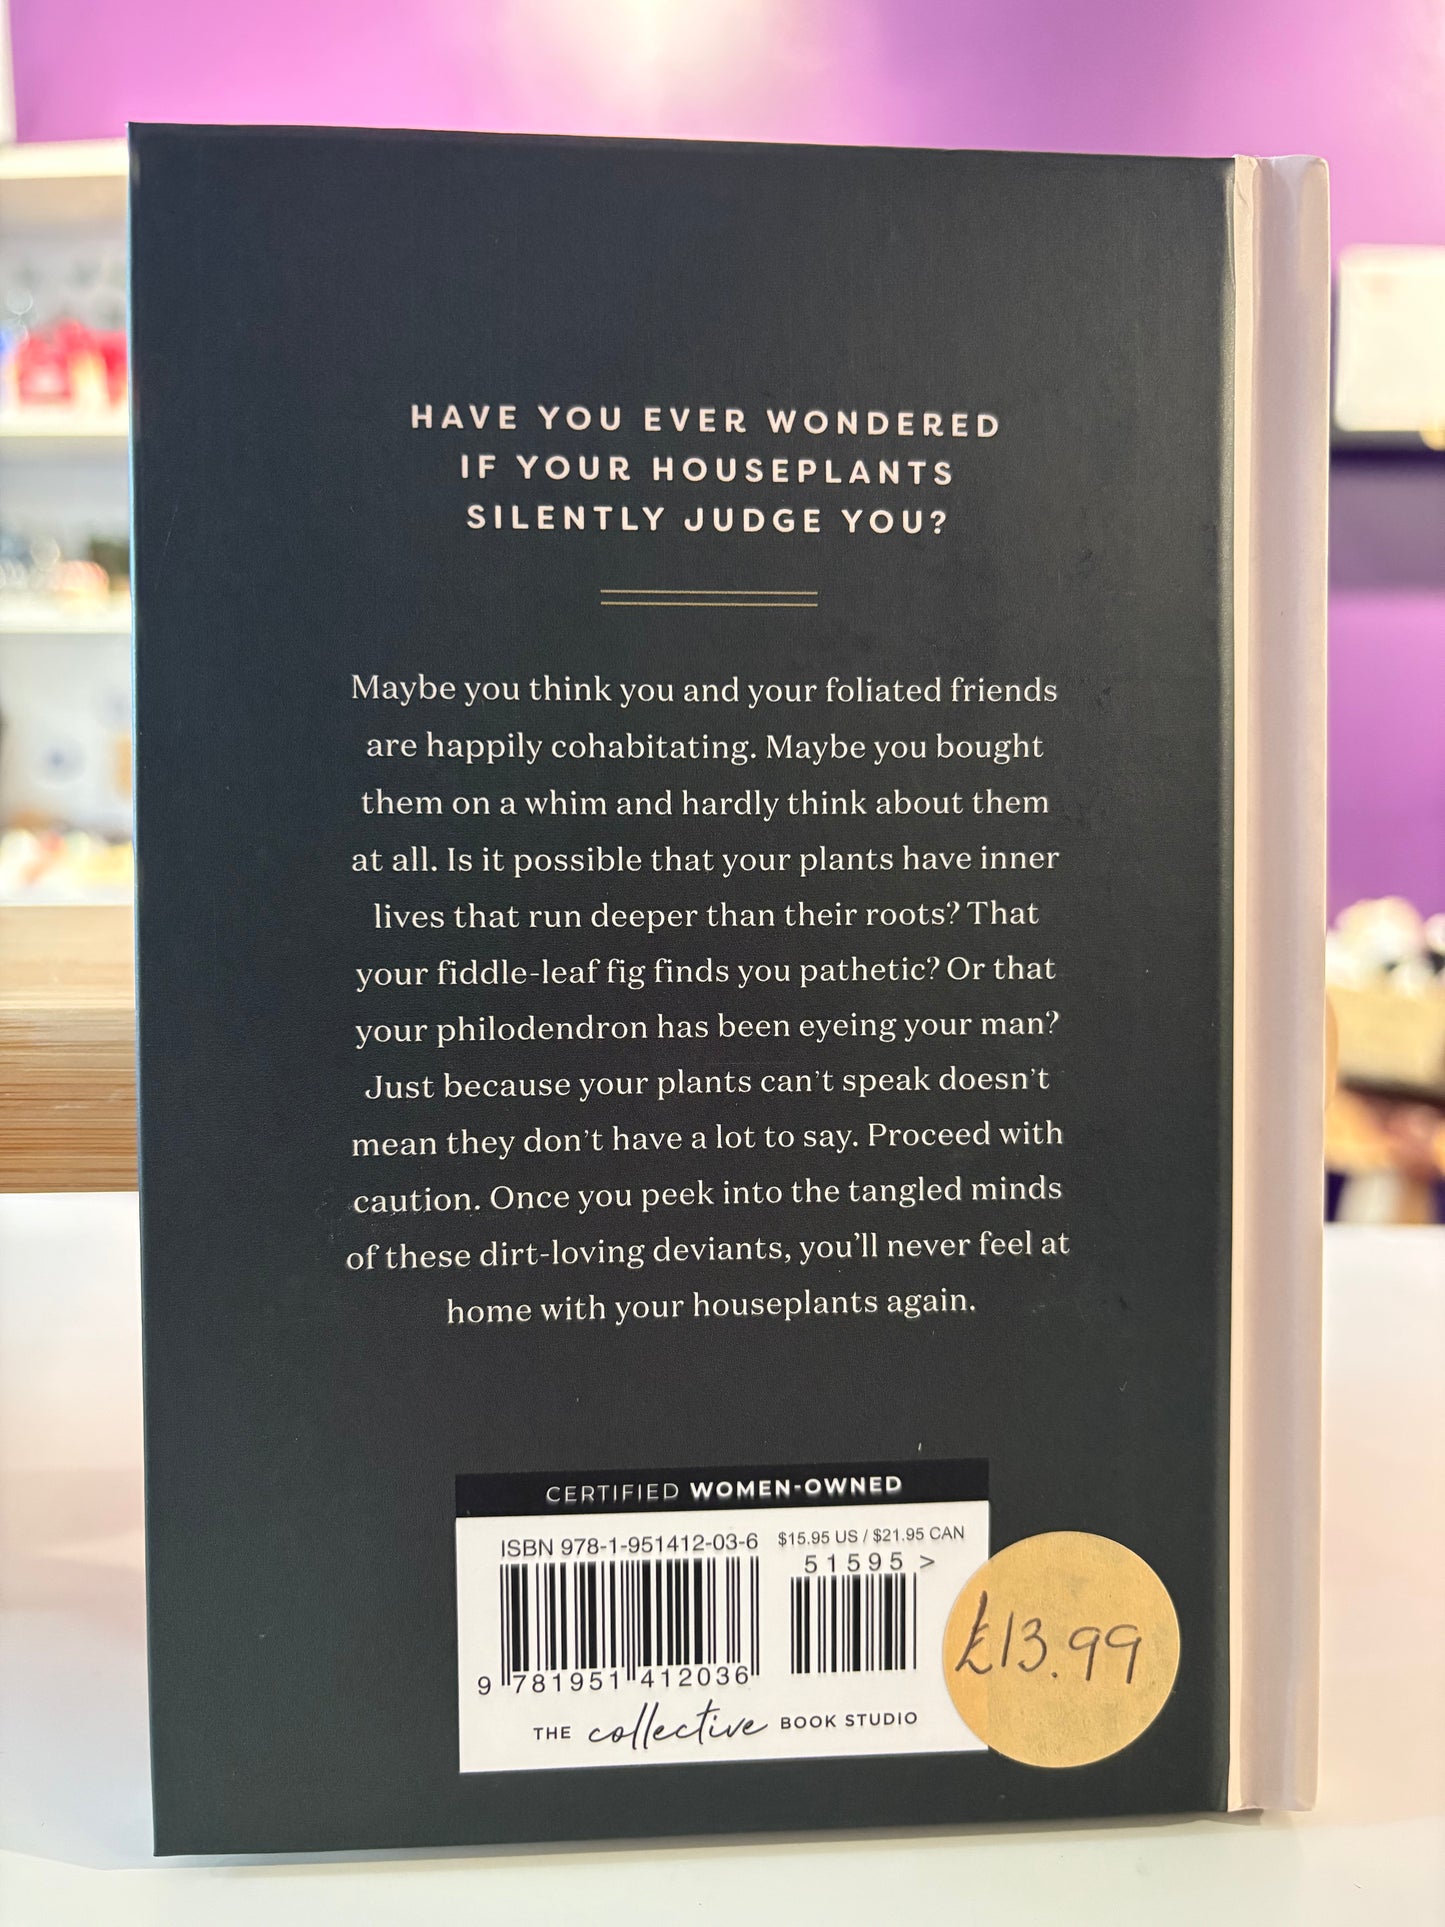 HAVE YOU EVER WONDERED
IF YOUR HOUSEPLANTS
SILENTLY JUDGE YOU?
Maybe you think you and your foliated friends
are happily cohabitating. Maybe you bought
them on a whim and hardly think about them
at all. Is it possible that your plants have inner
lives that run deeper than their roots? That
your fiddle-leaf fig finds you pathetic? Or that
your philodendron has been eyeing your man?
Just because your plants can't speak doesn't
mean they don't have a lot to say. Proceed with
caution. Once you peek into the tangled minds
of these dirt-loving deviants, you'll never feel at
home with your houseplants again.
CERTIFIED WOMEN-OWNED
ISBN 978-1-951412-03-6 $15.95 US / $21.95 CAN
51595 >
9 781951 412036
THE collective BOOK STUDIO
£13.99